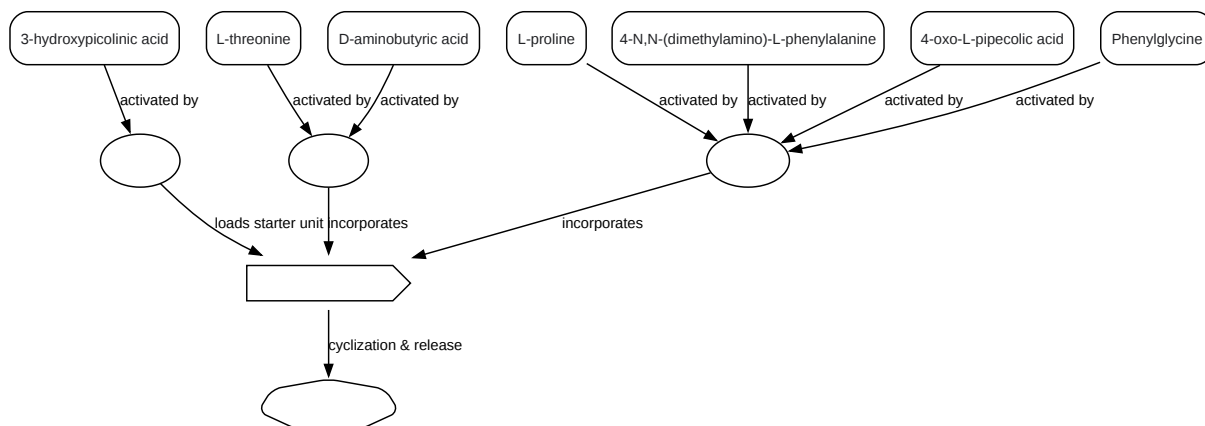 3-hydroxypicolinic acid
L-threonine
D-aminobutyric acid
L-proline
4-N,N-(dimethylamino)-L-phenylalanine
4-oxo-L-pipecolic acid
Phenylglycine
activated by
activated by
activated by
activated by
activated by
activated by
activated by
loads starter unit
incorporates
incorporates
cyclization & release